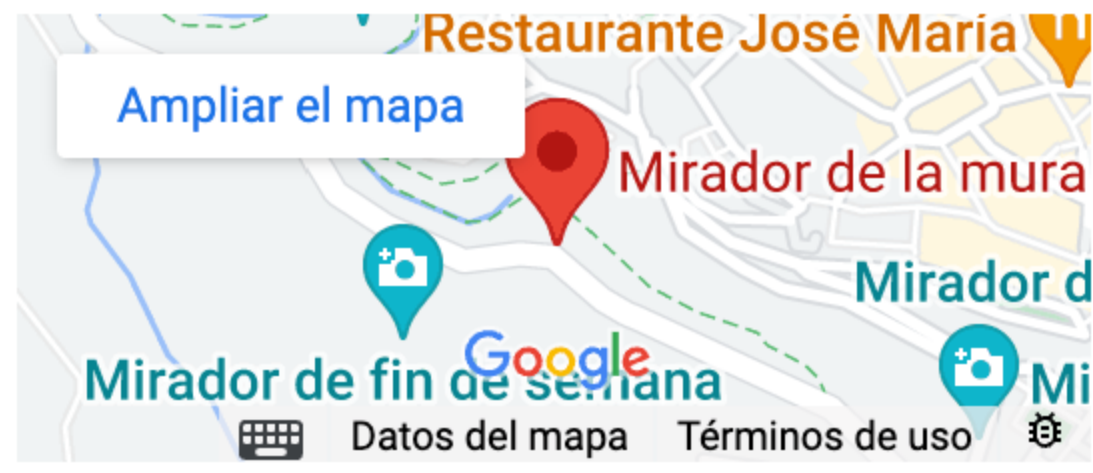 Restaurante José María
Ampliar el mapa
Mirador de la mura
Mirador d
Mirador de fin de semana
Google
Mi
Datos del mapa
Términos de uso